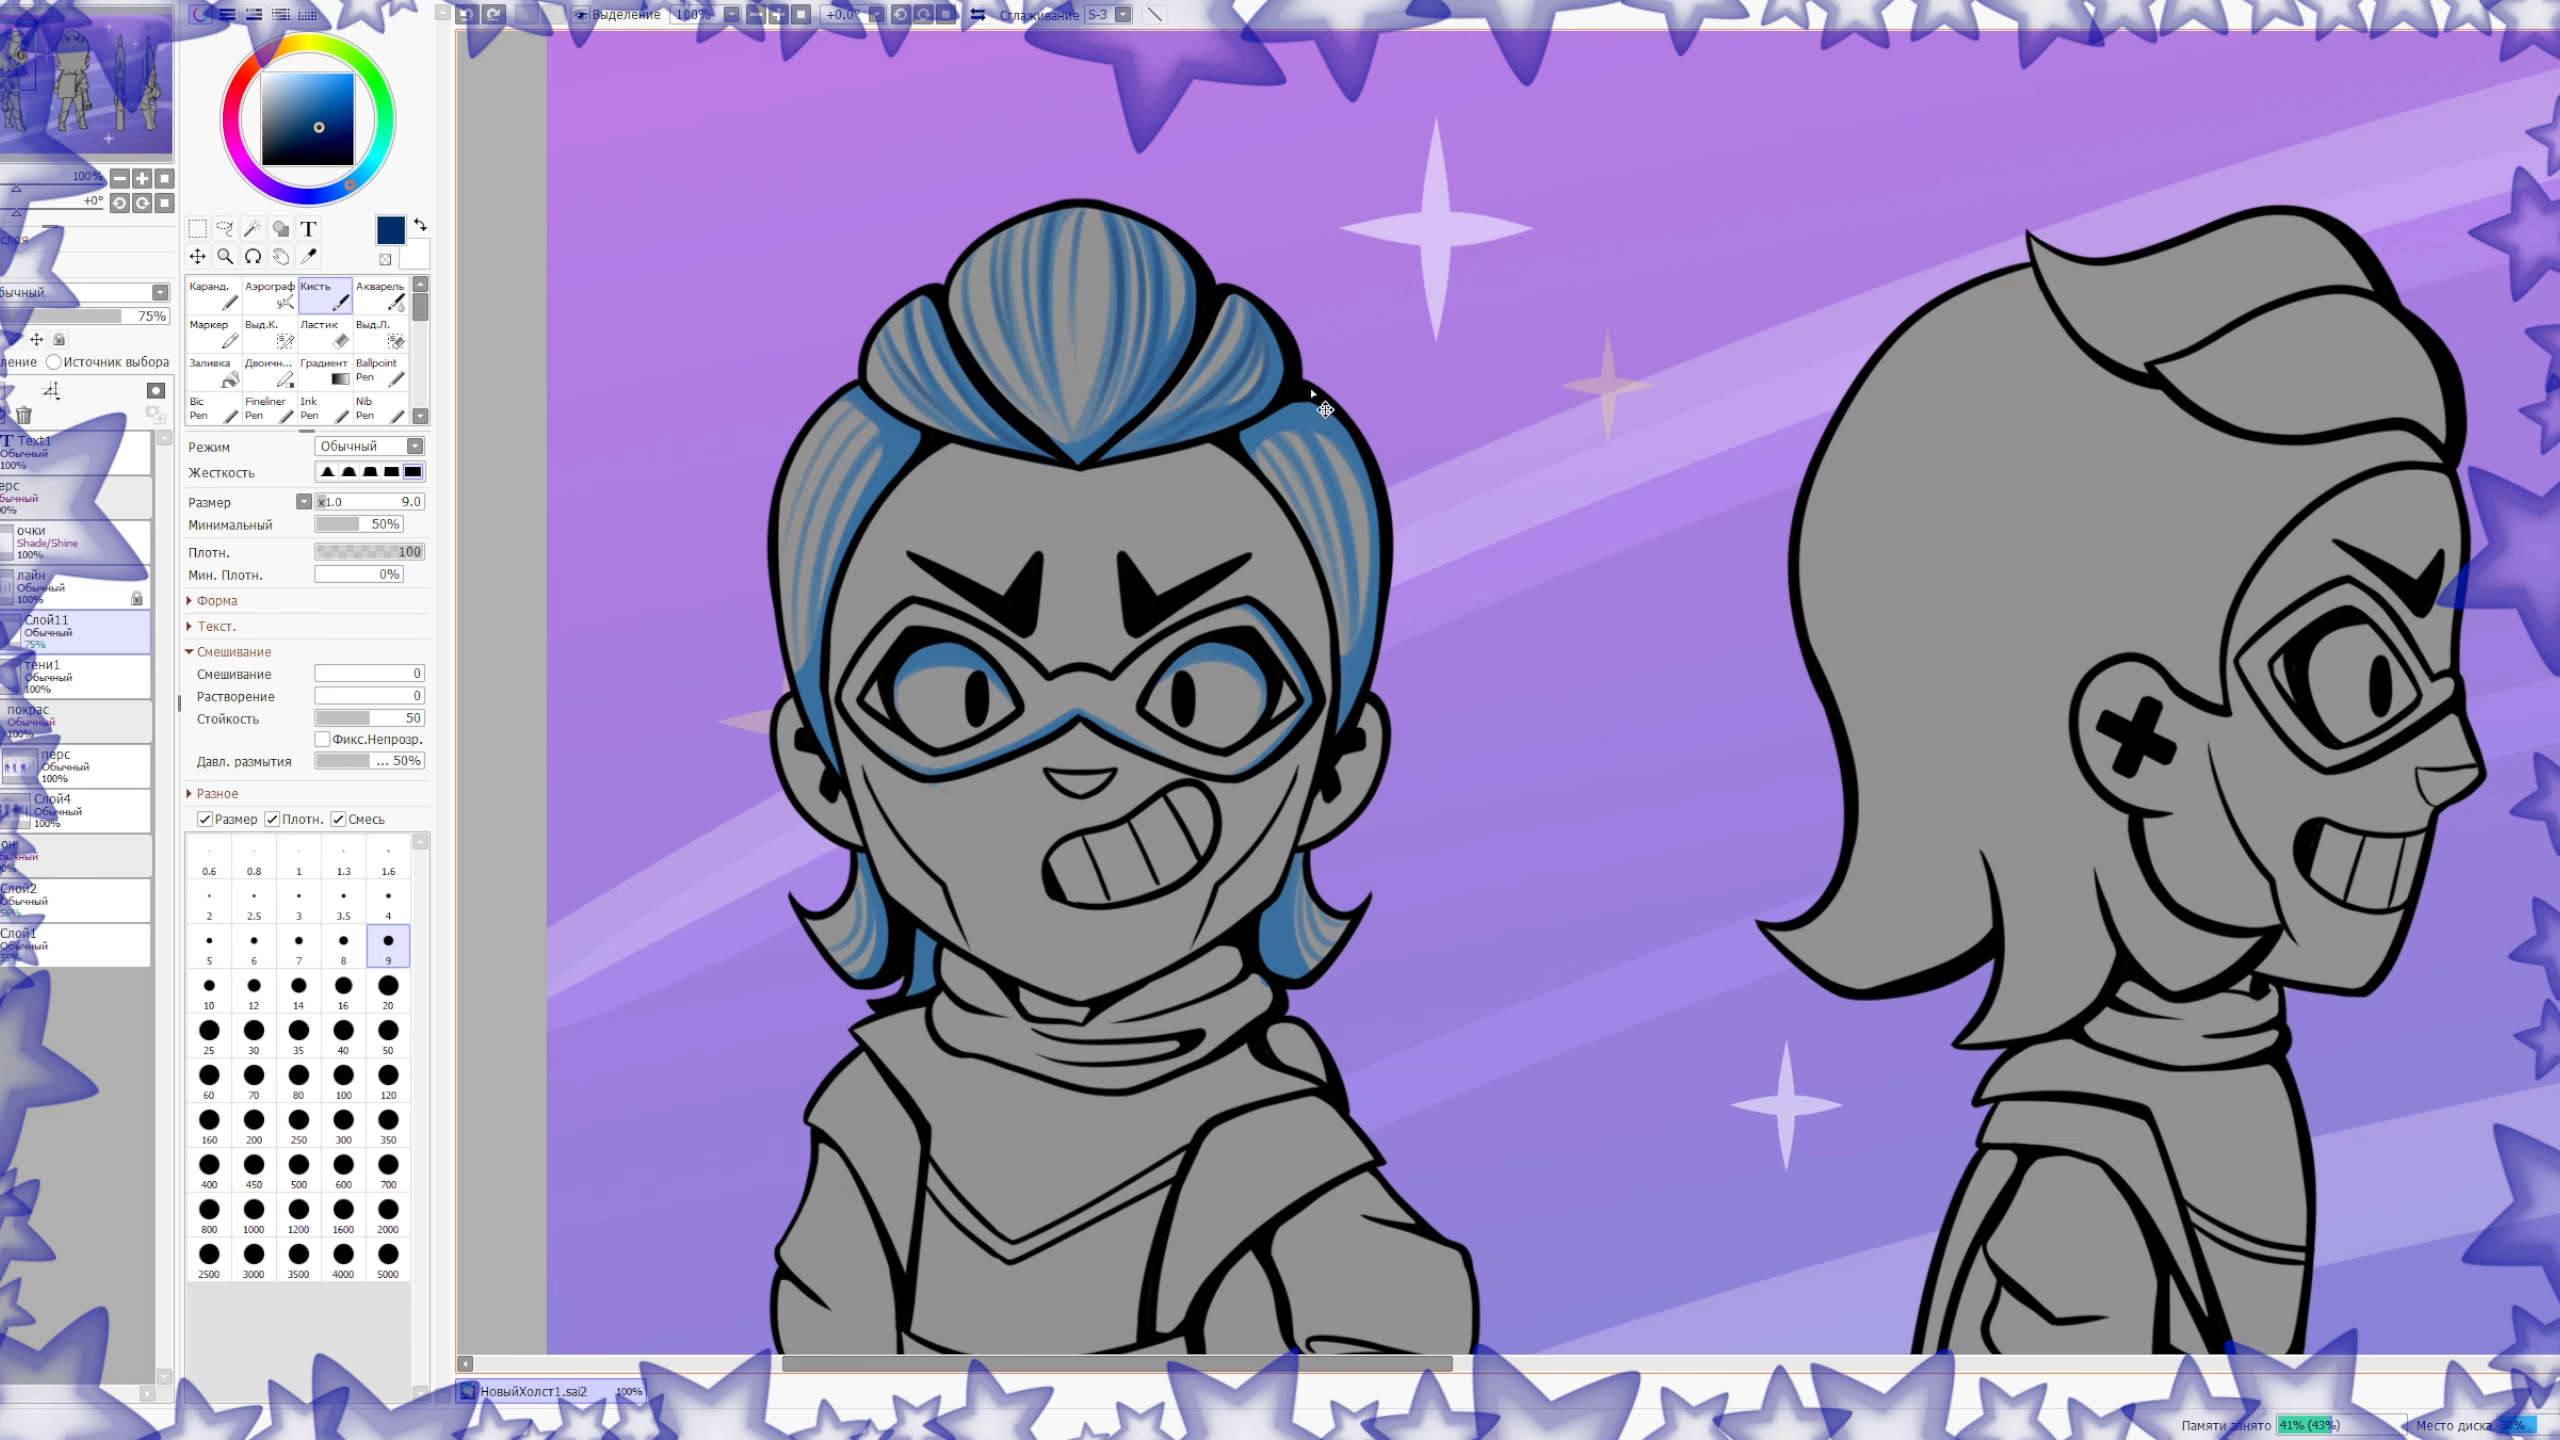 Выделение 100% +0.0° Сглаживание S-3
100%
+0°
75%
Источник выбора
Text1
Обычный
100%
очки
Shade/Shine
100%
лайн
Обычный
100%
Слой11
Обычный
75%
тени1
Обычный
100%
покрас
Обычный
100%
перс
Обычный
100%
Слой4
Обычный
100%
Слой2
Обычный
56%
Слой1
Обычный
T
Каранд. Аэрограф Кисть Акварель
Маркер Выд.К. Ластик Выд.Л.
Заливка Двоичн... Градиент Ballpoint Pen
Bic Pen Fineliner Pen Ink Pen Nib Pen
Режим Обычный
Жесткость
Размер x1.0 9.0
Минимальный 50%
Плотн. 100
Мин. Плотн. 0%
Форма
Текст.
Смешивание
Смешивание 0
Растворение 0
Стойкость 50
Фикс.Непрозр.
Давл. размытия ... 50%
Разное
Размер Плотн. Смесь
0.6 0.8 1 1.3 1.6
2 2.5 3 3.5 4
5 6 7 8 9
10 12 14 16 20
25 30 35 40 50
60 70 80 100 120
160 200 250 300 350
400 450 500 600 700
800 1000 1200 1600 2000
2500 3000 3500 4000 5000
НовыйХолст1.sai2 100%
Памяти занято 41% (43%) Место диска 30%